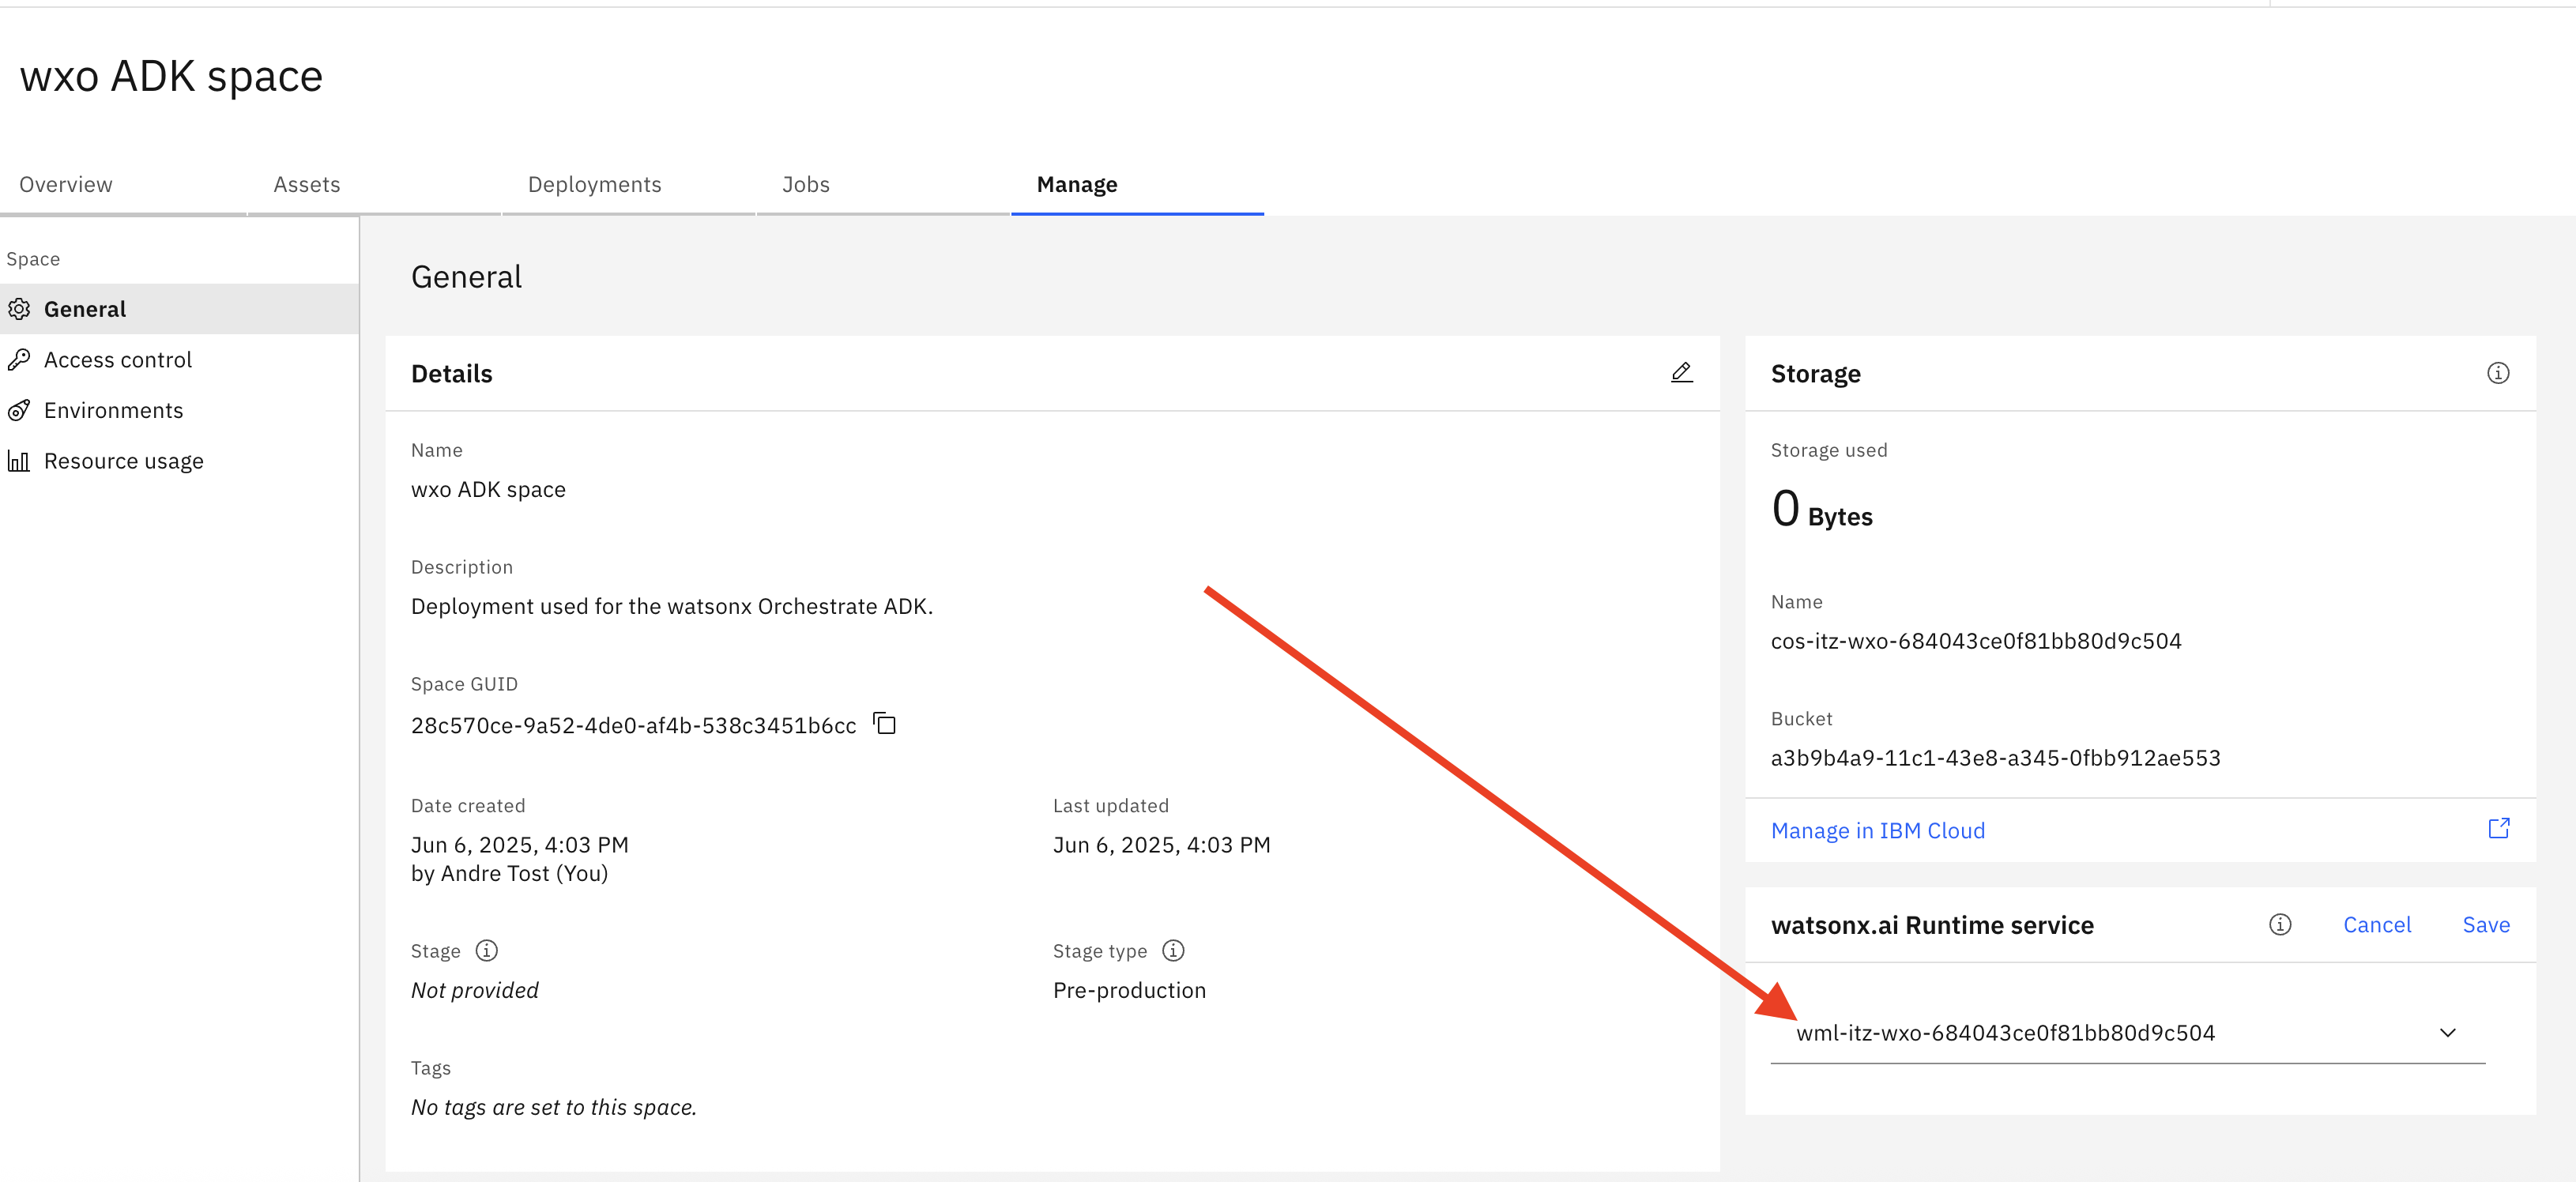 wxo ADK space
Overview
Assets
Deployments
Jobs
Manage
Space
General
Access control
Environments
Resource usage
General
Details
Name
wxo ADK space
Description
Deployment used for the watsonx Orchestrate ADK.
Space GUID
28c570ce-9a52-4de0-af4b-538c3451b6cc
Date created
Jun 6, 2025, 4:03 PM
by Andre Tost (You)
Last updated
Jun 6, 2025, 4:03 PM
Stage
Not provided
Stage type
Pre-production
Tags
No tags are set to this space.
Storage
Storage used
0 Bytes
Name
cos-itz-wxo-684043ce0f81bb80d9c504
Bucket
a3b9b4a9-11c1-43e8-a345-0fbb912ae553
Manage in IBM Cloud
watsonx.ai Runtime service
Cancel
Save
wml-itz-wxo-684043ce0f81bb80d9c504